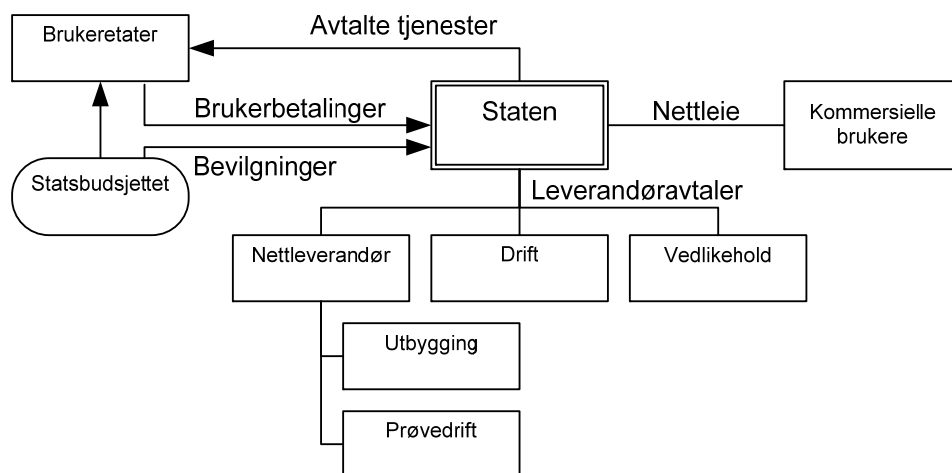 Brukeretater
Avtalte tjenester
Brukerbetalinger
Staten
Nettleie
Kommersielle
brukere
Statsbudsjettet
Bevilgninger
Leverandøravtaler
Nettleverandør
Drift
Vedlikehold
Utbygging
Prøvedrift